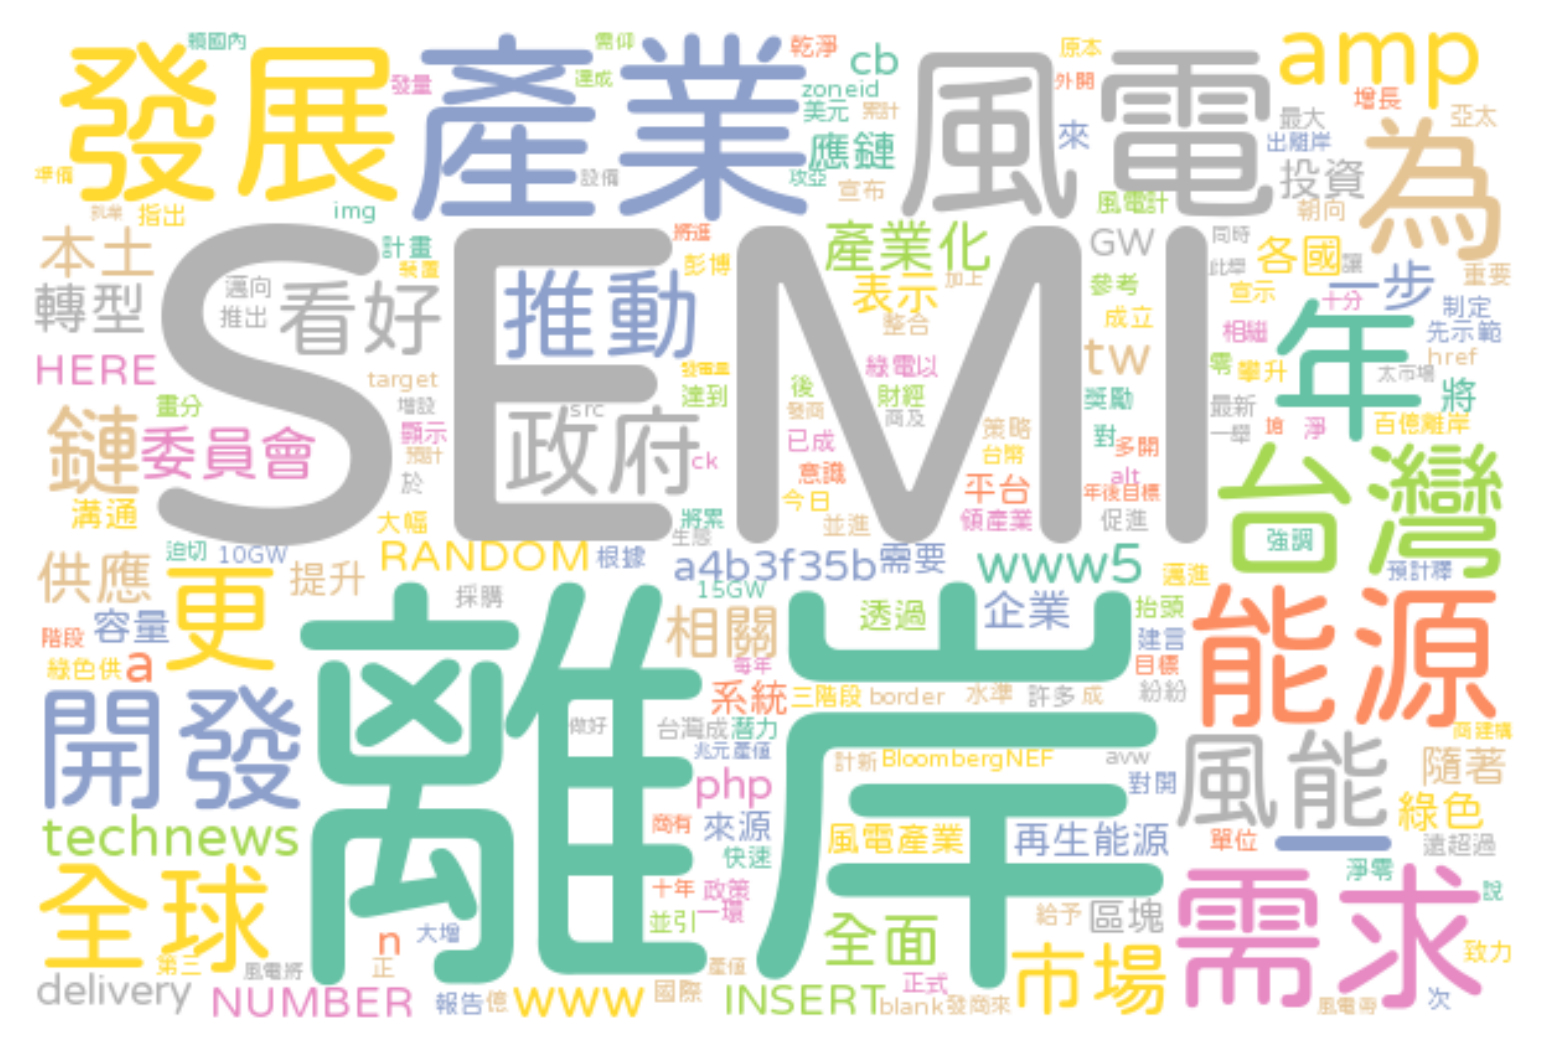 賴國內 需仰 乾淨 cb 原本 amp
發展 產業 風電
發量 達成 zoneid 外開 增長
美元 累計 來 最大 亞太
應鏈 出離岸 為
準備 設備 攻亞 宣布 投資
指出 img 風電計 朝向
本土 計畫 將進 產業化 GW 同時 各國 讓
裝置 彭博 加上 此舉 一步 重要
轉型 邁向 看好 推動 表示 參考 宣示 十分 制定
推出 SEMI 整合 成立 相繼 年 先示範
HERE target 發電量 綠電以 tw 零 攀升 href
太市場
畫分 增設 src 達到 後 財經 獎勵 最新 將
發商 商及 一舉
鏈 委員會 顯示 政府 已成 策略 對 多開 墙 淨 百億離岸
預計 ck 意識 台幣 alt 台灣
於 今日 平台 年後目標
溝通 大幅 將累 並進 領產業 促進
生態 強調
迫切 10GW RANDOM 根據 a4b3f35b 需要 www5 邁進 預計釋
供應 更 提升 採購 15GW
容量 相關 透過 企業 抬頭 能源
階段 離岸 建言
綠色供 a 每年 目標
開發 系統 三階段 border 水準 許多 成 紛紛
做好 台灣成 潛力 商建構
兆元產值 計新 BloombergNEF avw 風能 隨著
php 對開
technews 商有 來源 風電產業 再生能源 單位 一 綠色
快速 遠超過
全球 十年 政策 淨零 需求 說
一環
n 大增 並引 全面 給予 區塊
第三 風電將 正 產值 市場 致力
delivery NUMBER 報告 億 www 國際 INSERT 正式 blank 發商來 風電專 次